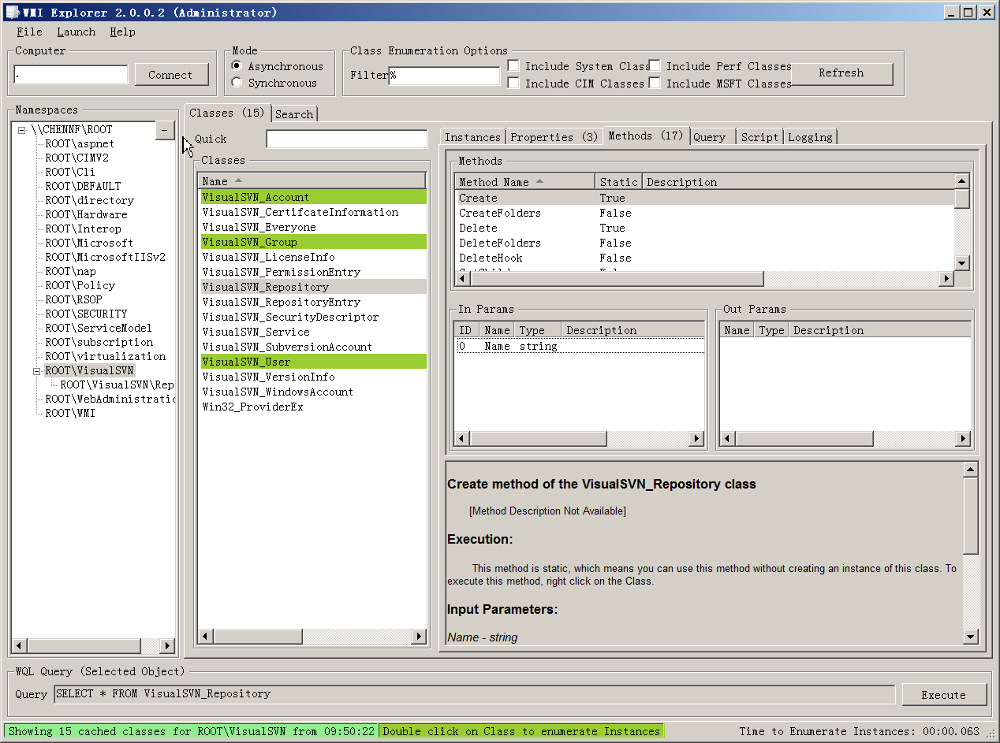 WMI Explorer 2.0.0.2 (Administrator)
File Launch Help
Computer
.
Connect
Mode
Asynchronous
Synchronous
Class Enumeration Options
Filter %
Include System Class
Include Perf Classes
Include CIM Classes
Include MSFT Classes
Refresh
Namespaces
\\CHENNF\ROOT
ROOT\aspnet
ROOT\CIMV2
ROOT\Cli
ROOT\DEFAULT
ROOT\directory
ROOT\Hardware
ROOT\Interop
ROOT\Microsoft
ROOT\MicrosoftIISv2
ROOT\nap
ROOT\Policy
ROOT\RSOP
ROOT\SECURITY
ROOT\ServiceModel
ROOT\subscription
ROOT\virtualization
ROOT\VisualSVN
ROOT\VisualSVN\Rep
ROOT\WebAdministratic
ROOT\WMI
Classes (15) Search
Quick
Classes
Name
VisualSVN_Account
VisualSVN_CertifcateInformation
VisualSVN_Everyone
VisualSVN_Group
VisualSVN_LicenseInfo
VisualSVN_PermissionEntry
VisualSVN_Repository
VisualSVN_RepositoryEntry
VisualSVN_SecurityDescriptor
VisualSVN_Service
VisualSVN_SubversionAccount
VisualSVN_User
VisualSVN_VersionInfo
VisualSVN_WindowsAccount
Win32_ProviderEx
Instances Properties (3) Methods (17) Query Script Logging
Methods
Method Name Static Description
Create True
CreateFolders False
Delete True
DeleteFolders False
DeleteHook False
In Params
ID Name Type Description
0 Name string
Out Params
Name Type Description
Create method of the VisualSVN_Repository class
[Method Description Not Available]
Execution:
This method is static, which means you can use this method without creating an instance of this class. To
execute this method, right click on the Class.
Input Parameters:
Name - string
WQL Query (Selected Object)
Query SELECT * FROM VisualSVN_Repository
Execute
Showing 15 cached classes for ROOT\VisualSVN from 09:50:22
Double click on Class to enumerate Instances
Time to Enumerate Instances: 00:00.063